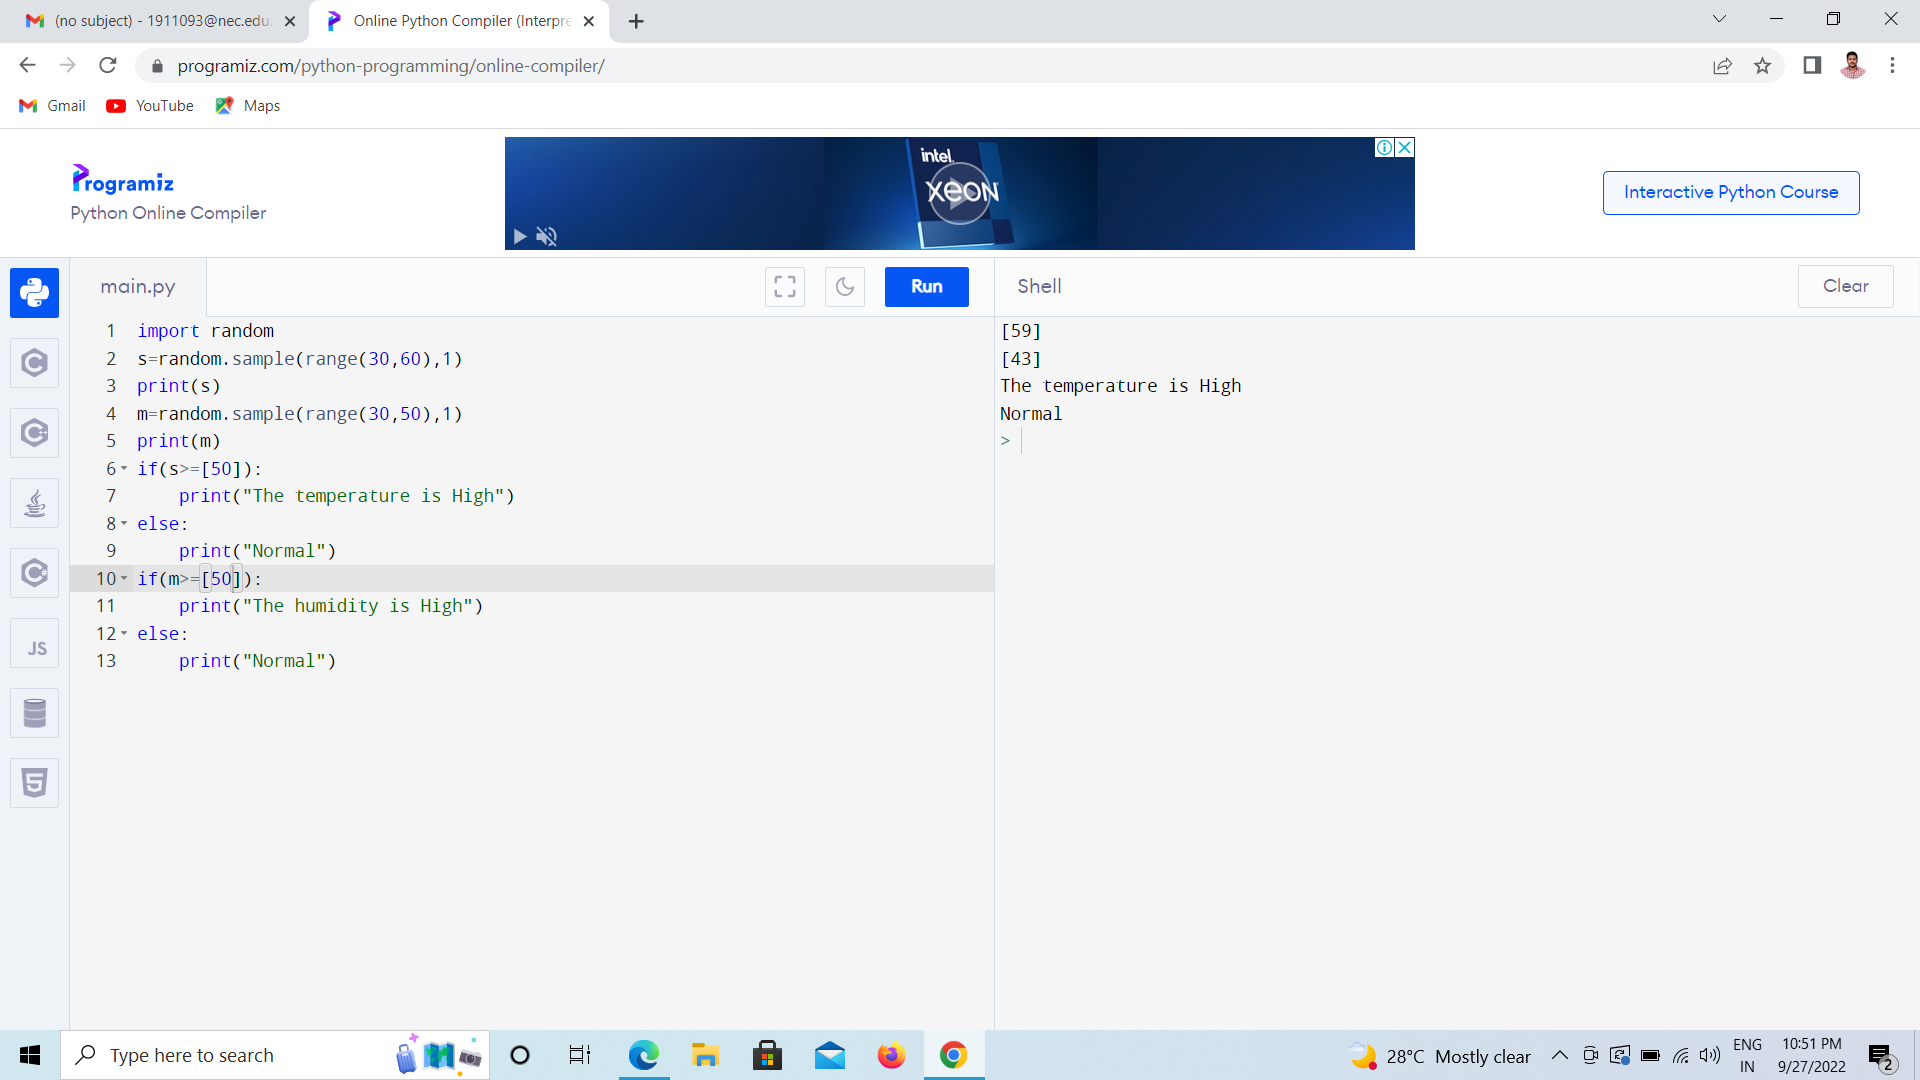 (no subject) - 1911093@nec.edu.
Online Python Compiler (Interpre
programiz.com/python-programming/online-compiler/
Gmail
YouTube
Maps
Programiz
Python Online Compiler
intel.
XEON
Interactive Python Course
main.py
Run
Shell
Clear
1 import random
2 s=random.sample(range(30,60),1)
3 print(s)
4 m=random.sample(range(30,50),1)
5 print(m)
6 if(s>=[50]):
7     print("The temperature is High")
8 else:
9     print("Normal")
10 if(m>=[50]):
11     print("The humidity is High")
12 else:
13     print("Normal")
[59]
[43]
The temperature is High
Normal
>
JS
Type here to search
28°C Mostly clear
ENG
IN
10:51 PM
9/27/2022
2